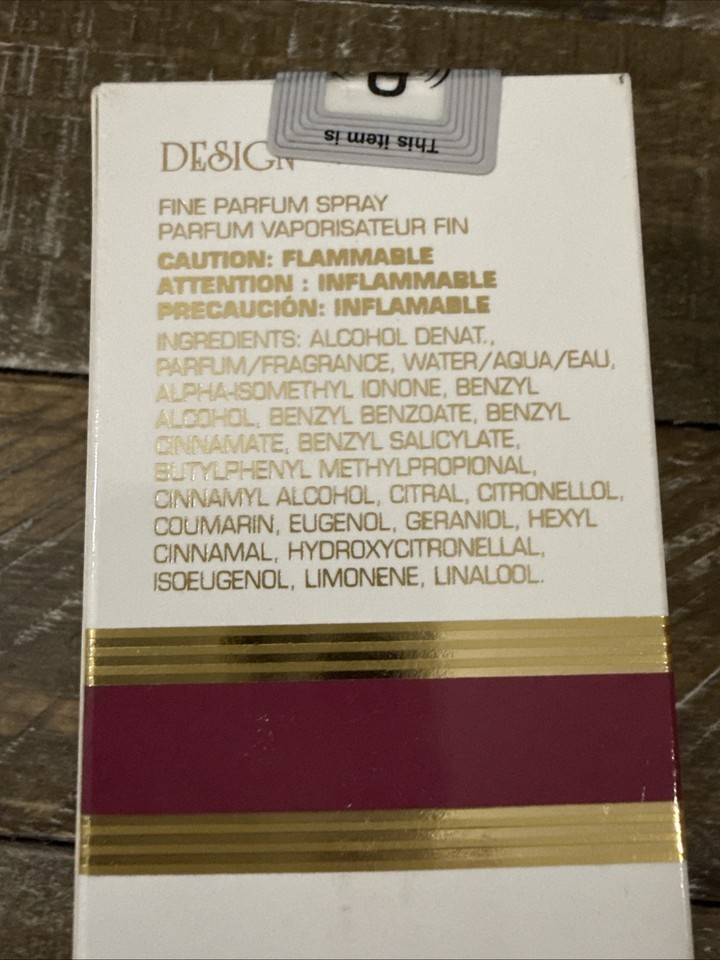 This item is
DESIGN
FINE PARFUM SPRAY
PARFUM VAPORISATEUR FIN
CAUTION: FLAMMABLE
ATTENTION : INFLAMMABLE
PRECAUCIÓN: INFLAMABLE
INGREDIENTS: ALCOHOL DENAT.,
PARFUM/FRAGRANCE, WATER/AQUA/EAU,
ALPHA-ISOMETHYL IONONE, BENZYL
ALCOHOL, BENZYL BENZOATE, BENZYL
CINNAMATE, BENZYL SALICYLATE,
BUTYLPHENYL METHYLPROPIONAL,
CINNAMYL ALCOHOL, CITRAL, CITRONELLOL,
COUMARIN, EUGENOL, GERANIOL, HEXYL
CINNAMAL, HYDROXYCITRONELLAL,
ISOEUGENOL, LIMONENE, LINALOOL.